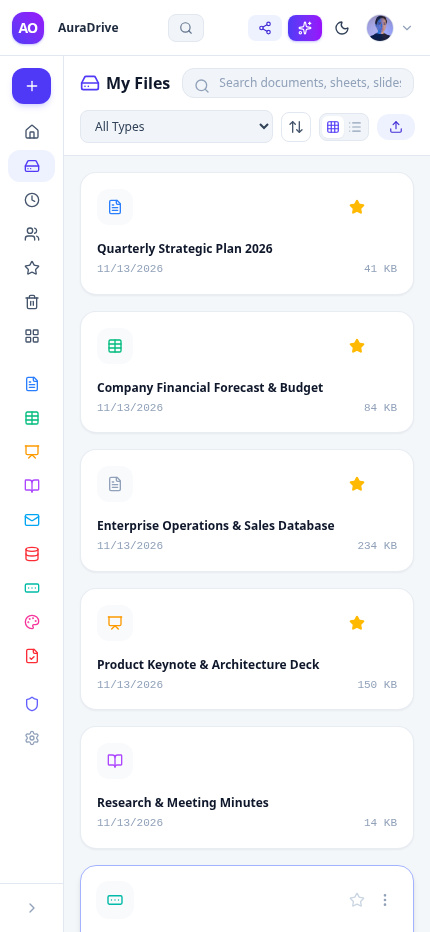 AO AuraDrive
My Files
Search documents, sheets, slides
All Types
Quarterly Strategic Plan 2026
11/13/2026 41 KB
Company Financial Forecast & Budget
11/13/2026 84 KB
Enterprise Operations & Sales Database
11/13/2026 234 KB
Product Keynote & Architecture Deck
11/13/2026 150 KB
Research & Meeting Minutes
11/13/2026 14 KB